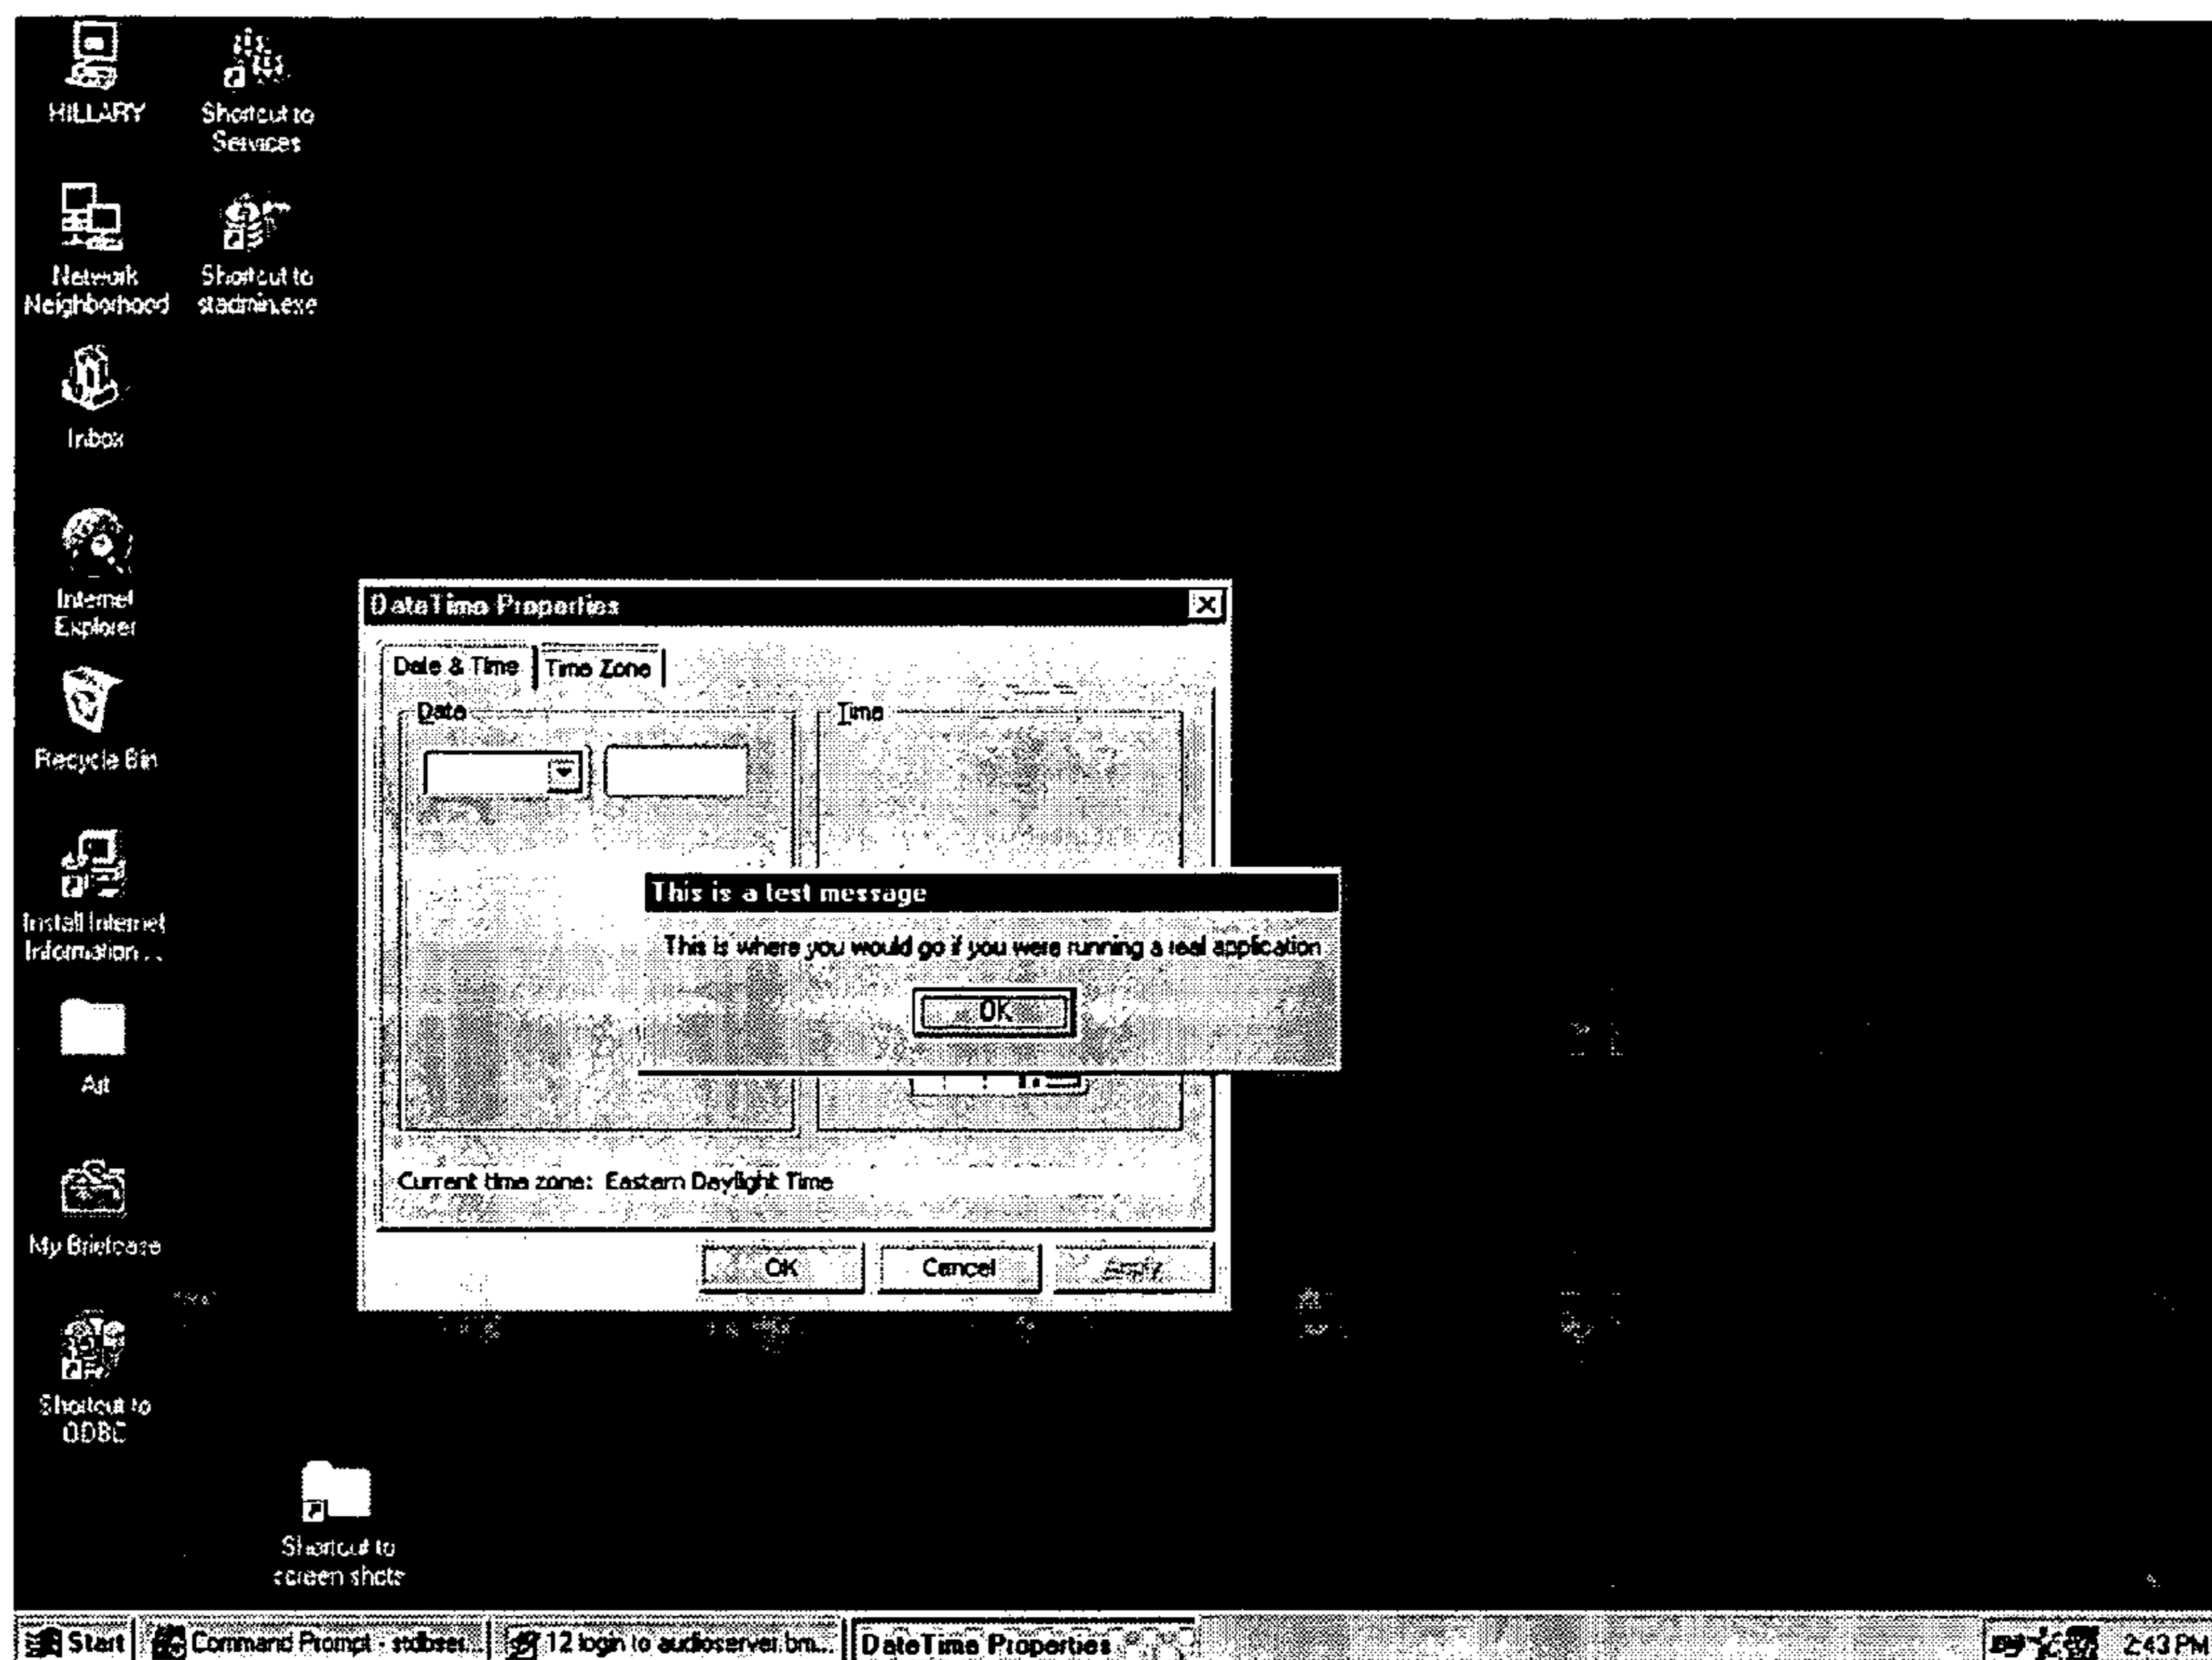 HILLARY
Shortcut to
Services
Network
Neighborhood
Shortcut to
stadmin.exe
Inbox
Internet
Explorer
Recycle Bin
Install Internet
Information ...
Art
My Briefcase
Shortcut to
ODBC
Shortcut to
screen shots
DateTime Properties
Date & Time
Time Zone
Date
Time
This is a test message
This is where you would go if you were running a real application
OK
Current time zone: Eastern Daylight Time
OK
Cancel
Apply
Start
Command Prompt - stdbser...
12 login to audioserver.bm...
DateTime Properties
2:43 PM